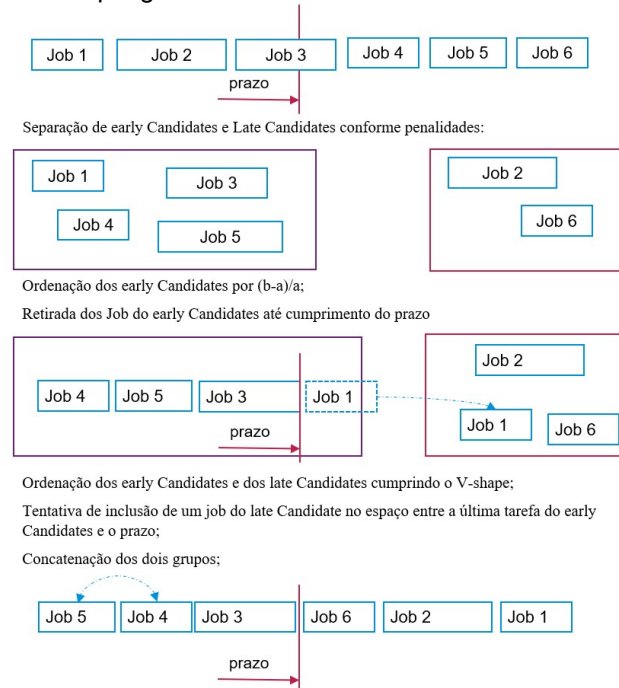 Job 1 Job 2 Job 3 Job 4 Job 5 Job 6
prazo
Separação de early Candidates e Late Candidates conforme penalidades:
Job 1 Job 3 Job 2
Job 4 Job 5 Job 6
Ordenação dos early Candidates por (b-a)/a;
Retirada dos Job do early Candidates até cumprimento do prazo
Job 2
Job 4 Job 5 Job 3 Job 1
Job 1 Job 6
prazo
Ordenação dos early Candidates e dos late Candidates cumprindo o V-shape;
Tentativa de inclusão de um job do late Candidate no espaço entre a última tarefa do early
Candidates e o prazo;
Concatenação dos dois grupos;
Job 5 Job 4 Job 3 Job 6 Job 2 Job 1
prazo